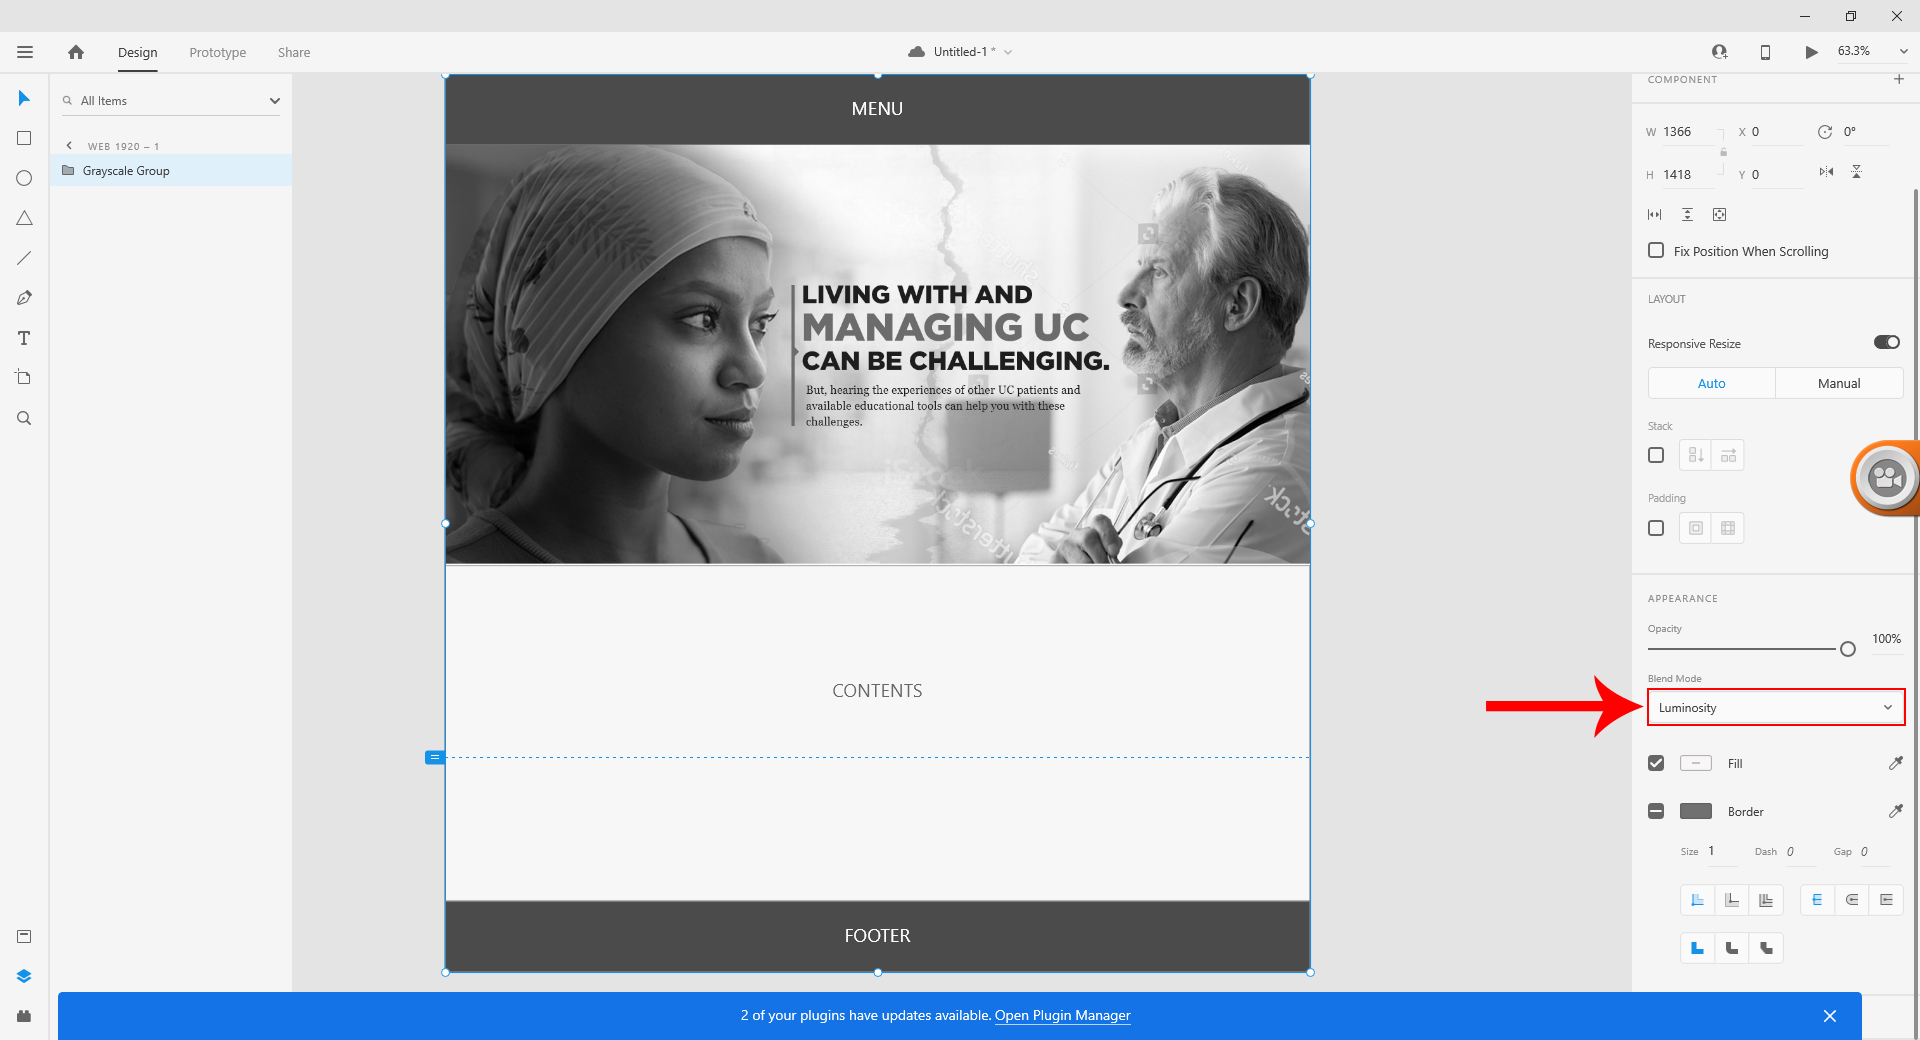 Design
Prototype
Share
Untitled-1 *
63.3%
All Items
WEB 1920 – 1
Grayscale Group
MENU
LIVING WITH AND
MANAGING UC
CAN BE CHALLENGING.
But, hearing the experiences of other UC patients and
available educational tools can help you with these
challenges.
CONTENTS
FOOTER
COMPONENT
W 1366 X 0 0°
H 1418 Y 0
Fix Position When Scrolling
LAYOUT
Responsive Resize
Auto Manual
Stack
Padding
APPEARANCE
Opacity
100%
Blend Mode
Luminosity
Fill
Border
Size 1 Dash 0 Gap 0
2 of your plugins have updates available. Open Plugin Manager